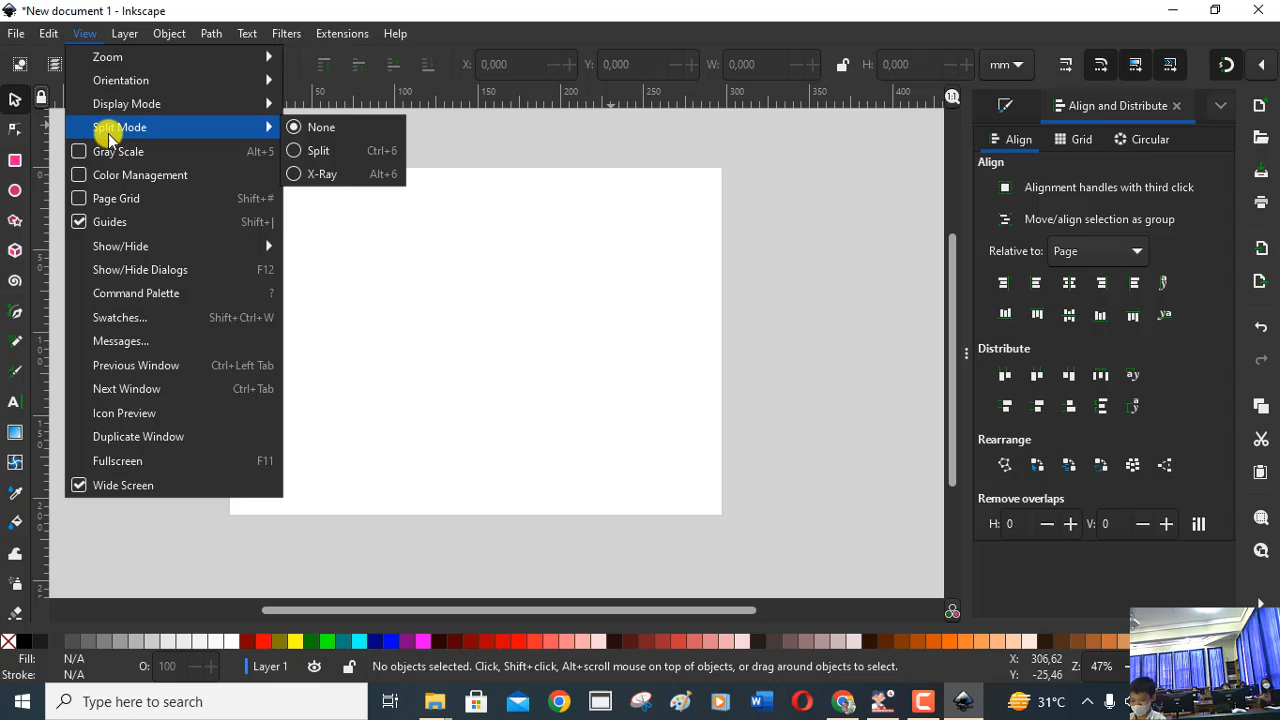 *New document 1 - Inkscape
File Edit View Layer Object Path Text Filters Extensions Help
X: 0,000 Y: 0,000 W: 0,000 H: 0,000 mm
50 100 150 200 250 300 350
1:1
Align and Distribute
Align Grid Circular
Align
Alignment handles with third click
Move/align selection as group
Relative to: Page
Distribute
Rearrange
Remove overlaps
H: 0 V: 0
Zoom
Orientation
Display Mode
Split Mode
Gray Scale Alt+5
Color Management
Page Grid Shift+#
Guides Shift+|
Show/Hide
Show/Hide Dialogs F12
Command Palette ?
Swatches... Shift+Ctrl+W
Messages...
Previous Window Ctrl+Left Tab
Next Window Ctrl+Tab
Icon Preview
Duplicate Window
Fullscreen F11
Wide Screen
None
Split Ctrl+6
X-Ray Alt+6
Fill: N/A
Stroke: N/A
O: 100
Layer 1
No objects selected. Click, Shift+click, Alt+scroll mouse on top of objects, or drag around objects to select.
X: 306,62
Y: -25,46
Z: 47%
Type here to search
31°C